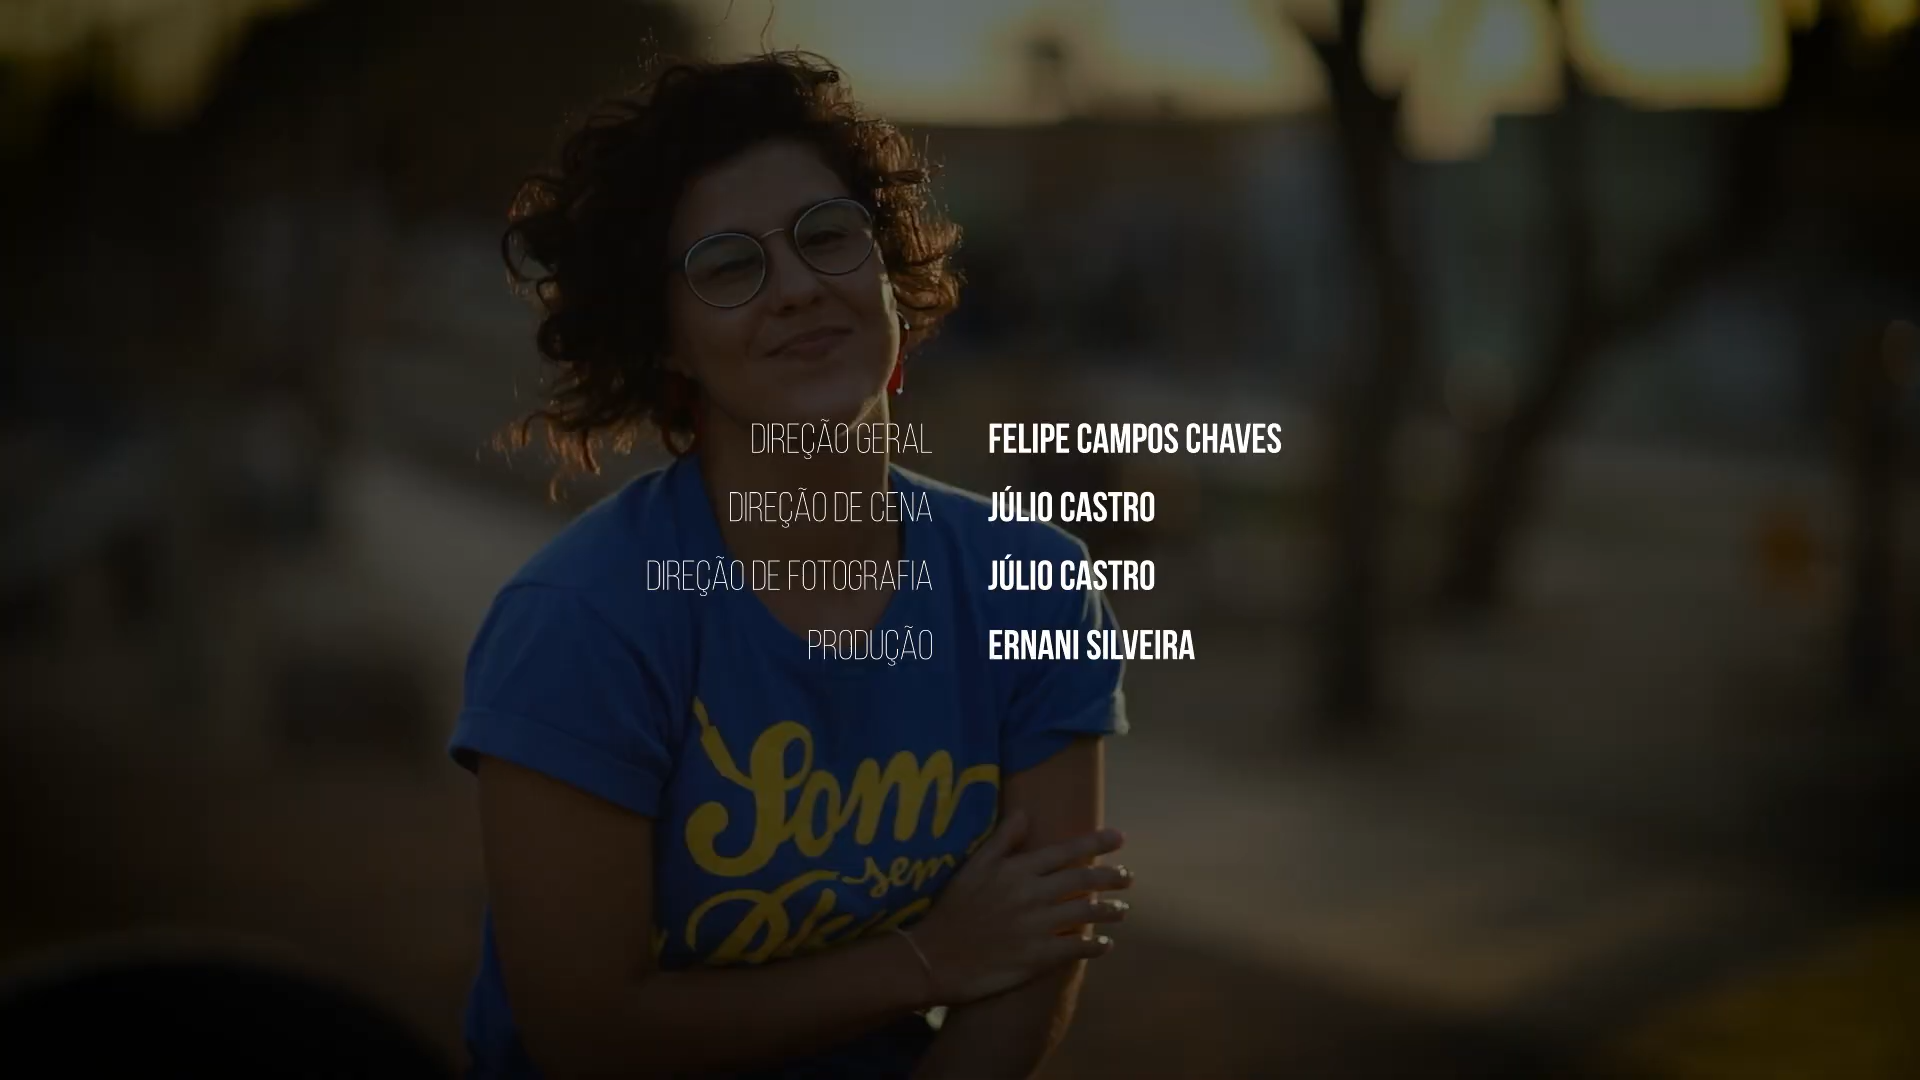 DIREÇÃO GERAL FELIPE CAMPOS CHAVES
DIREÇÃO DE CENA JÚLIO CASTRO
DIREÇÃO DE FOTOGRAFIA JÚLIO CASTRO
PRODUÇÃO ERNANI SILVEIRA
Som
sem